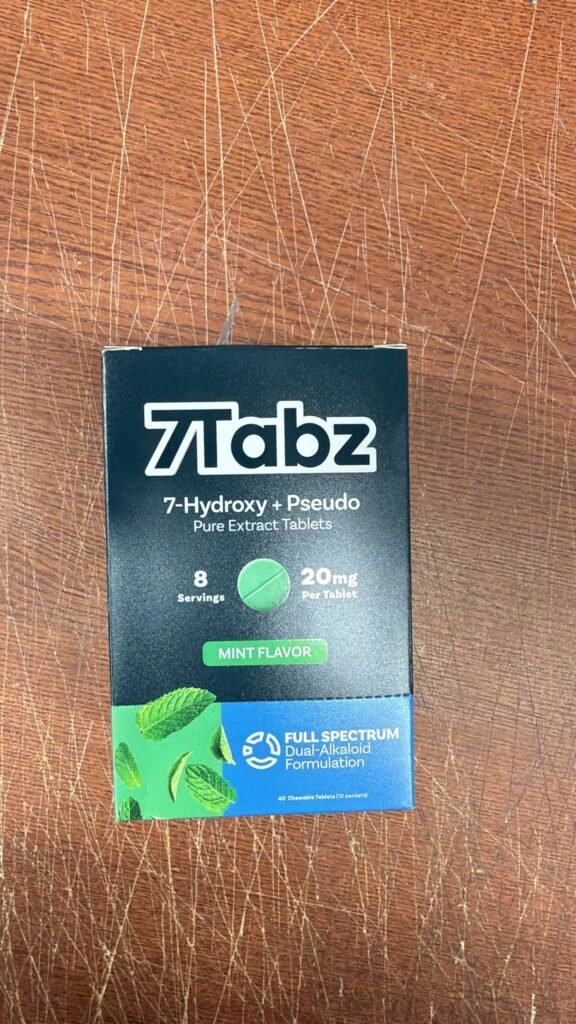 7Tabz
7-Hydroxy + Pseudo
Pure Extract Tablets
8
Servings
20mg
Per Tablet
MINT FLAVOR
FULL SPECTRUM
Dual-Alkaloid
Formulation
40 Chewable Tablets (10 packets)